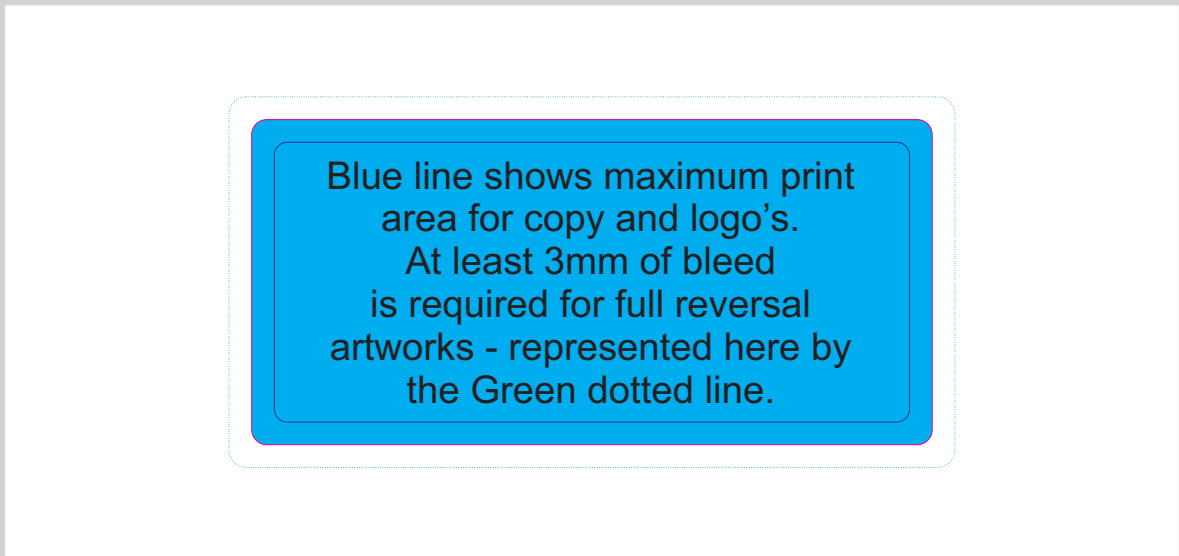 Blue line shows maximum print
area for copy and logo’s.
At least 3mm of bleed
is required for full reversal
artworks - represented here by
the Green dotted line.